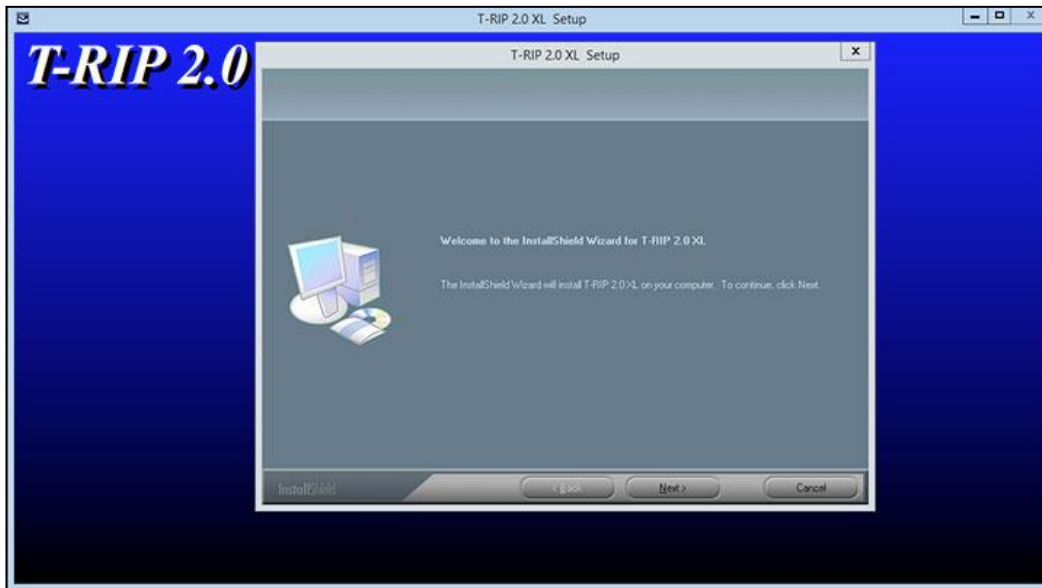 T-RIP 2.0 XL Setup
T-RIP 2.0
T-RIP 2.0 XL Setup
Welcome to the InstallShield Wizard for T-RIP 2.0 XL
The InstallShield Wizard will install T-RIP 2.0 XL on your computer. To continue, click Next.
InstallShield
< Back
Next >
Cancel